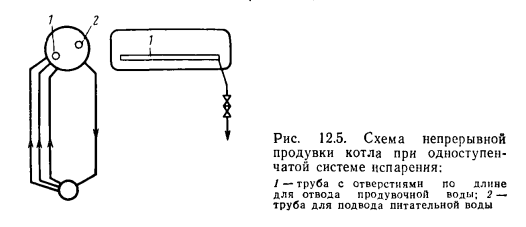 1 2
1
Рис. 12.5. Схема непрерывной
продувки котла при одноступен-
чатой системе испарения:
1 — труба с отверстиями по длине
для отвода продувочной воды; 2 —
труба для подвода питательной воды